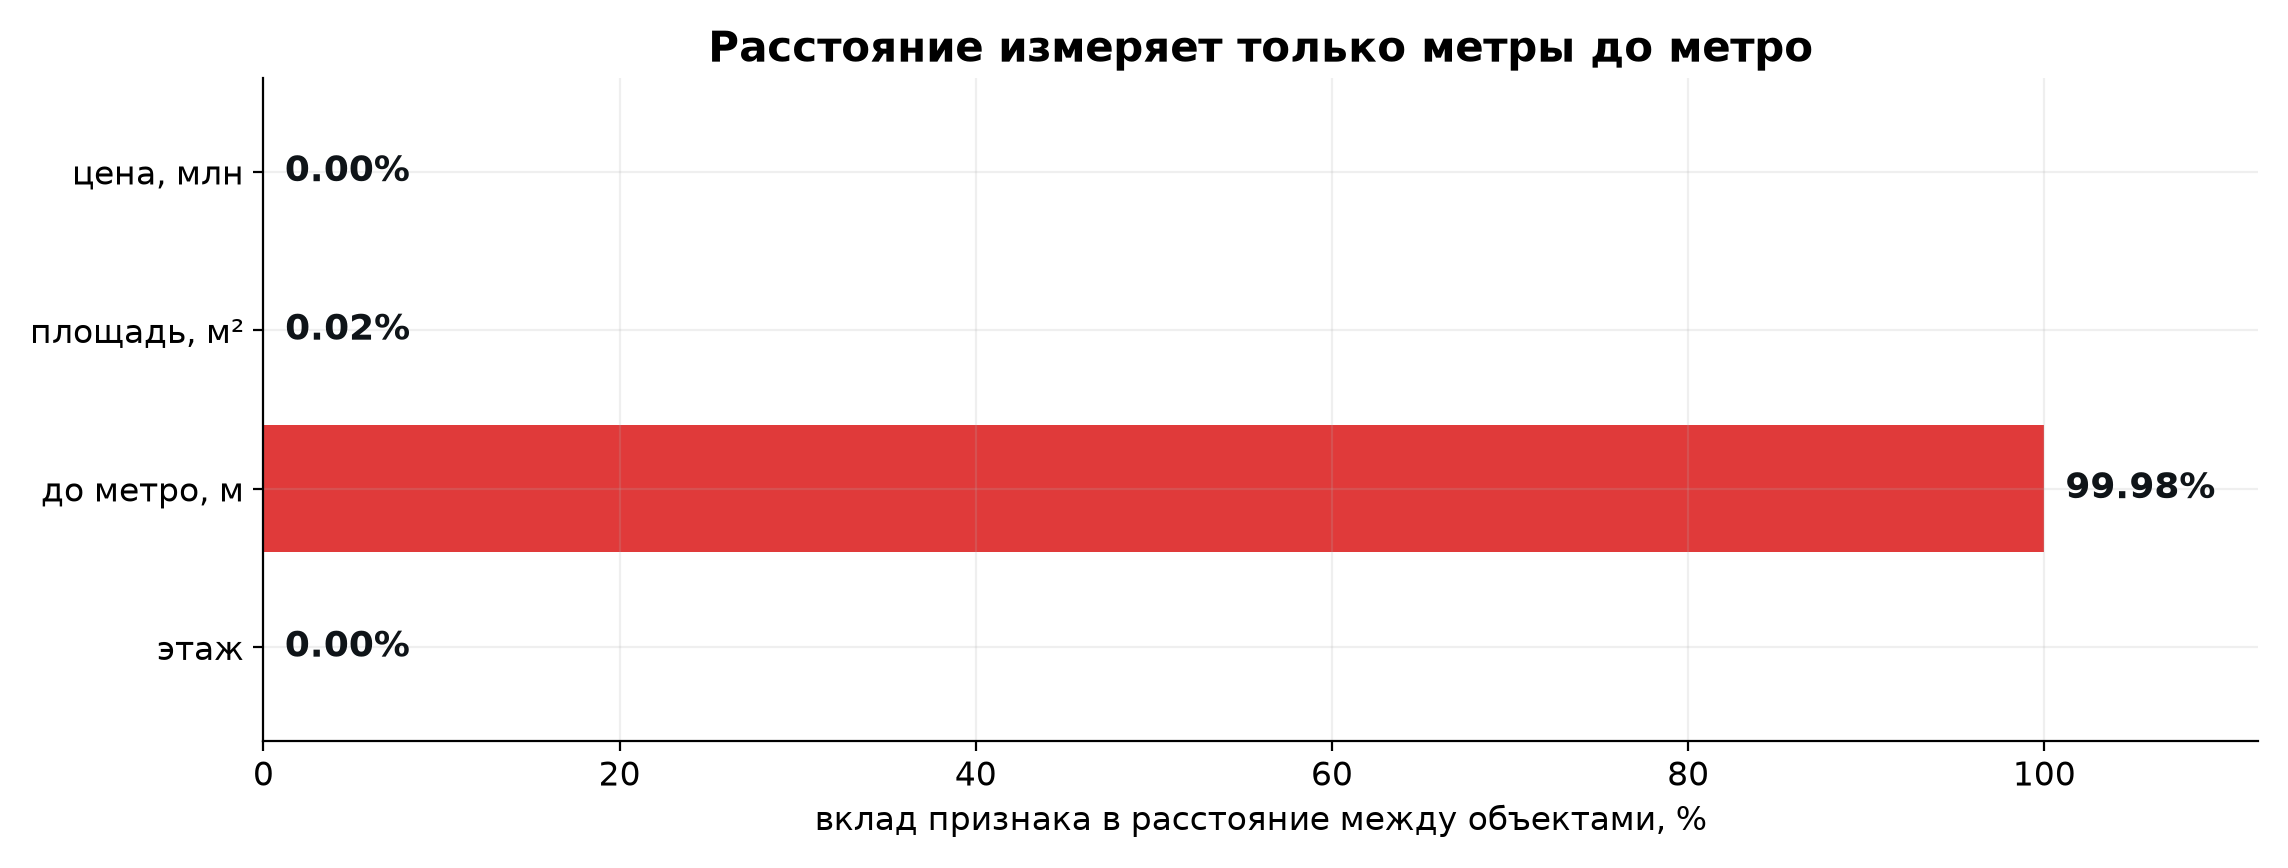 Расстояние измеряет только метры до метро
цена, млн
0.00%
площадь, м²
0.02%
до метро, м
99.98%
этаж
0.00%
0 20 40 60 80 100
вклад признака в расстояние между объектами, %